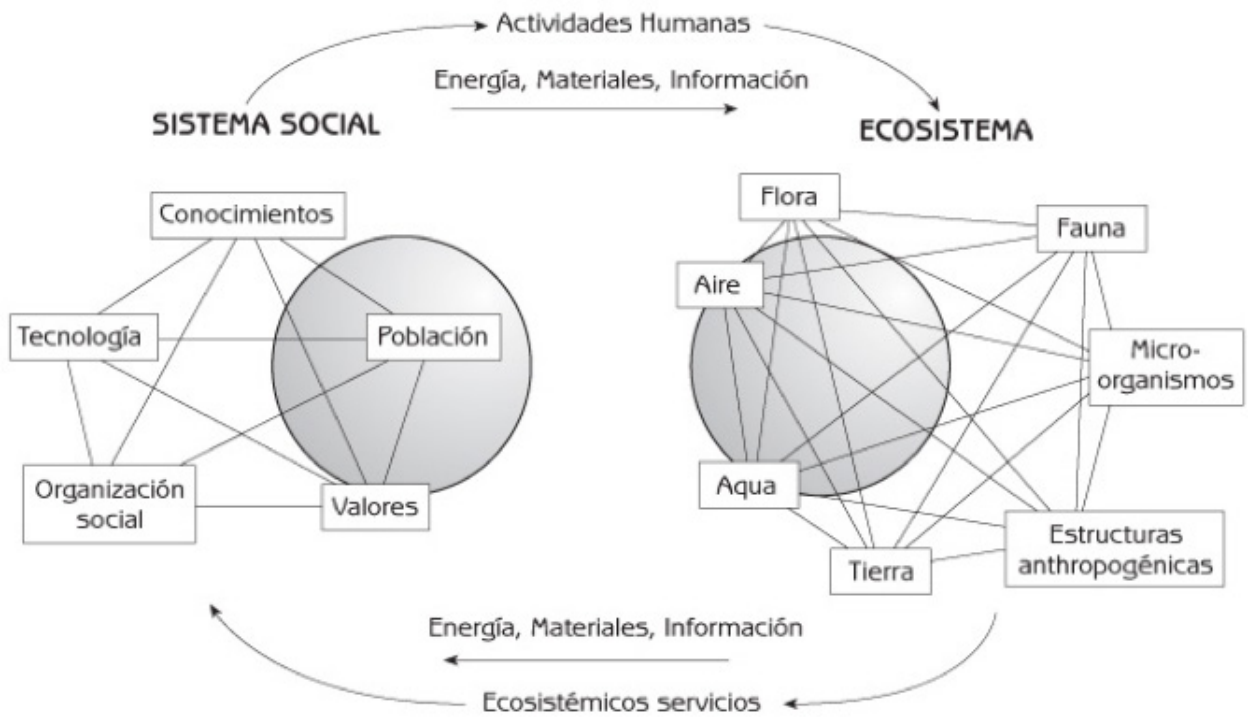 Actividades Humanas
Energía, Materiales, Información
SISTEMA SOCIAL
ECOSISTEMA
Conocimientos
Tecnología
Población
Organización
social
Valores
Flora
Fauna
Aire
Micro-
organismos
Aqua
Tierra
Estructuras
anthropogénicas
Energía, Materiales, Información
Ecosistémicos servicios